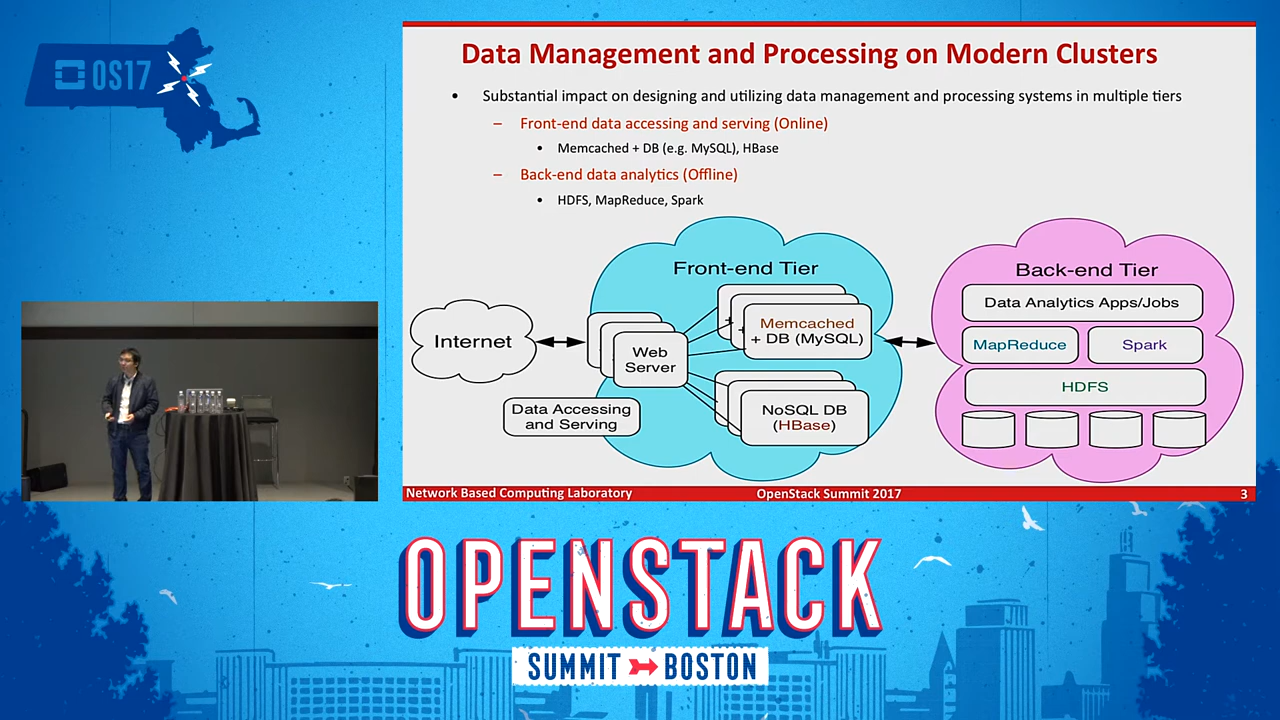 OS17
Data Management and Processing on Modern Clusters
• Substantial impact on designing and utilizing data management and processing systems in multiple tiers
– Front-end data accessing and serving (Online)
• Memcached + DB (e.g. MySQL), HBase
– Back-end data analytics (Offline)
• HDFS, MapReduce, Spark
Internet
Front-end Tier
Web
Server
Memcached
+ DB (MySQL)
NoSQL DB
(HBase)
Data Accessing
and Serving
Back-end Tier
Data Analytics Apps/Jobs
MapReduce
Spark
HDFS
Network Based Computing Laboratory
OpenStack Summit 2017
3
OPENSTACK
SUMMIT BOSTON